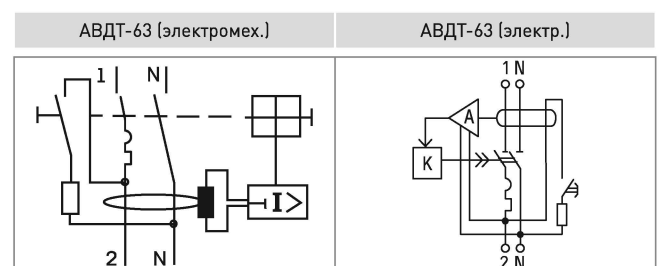 АВДТ-63 (электромех.)
АВДТ-63 (электр.)
1 N
I>
2 N
1 N
А
К
2 N